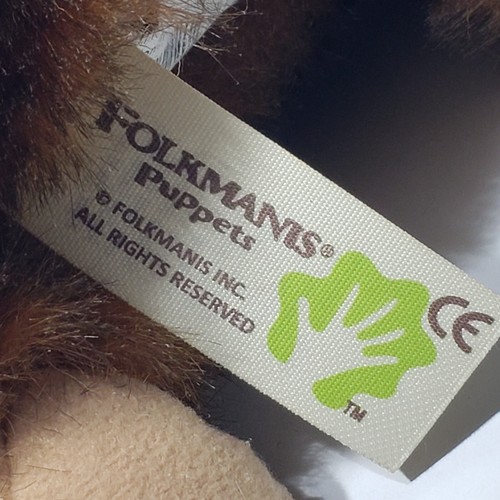 FOLKMANIS®
Puppets
© FOLKMANIS INC.
ALL RIGHTS RESERVED
CE
TM